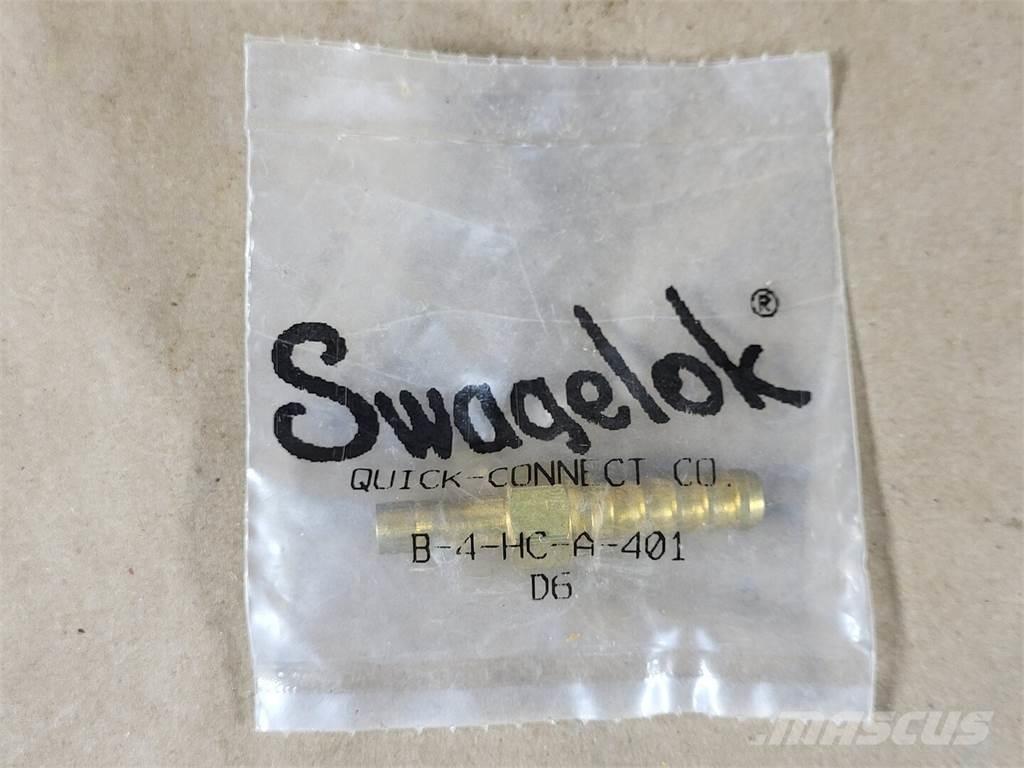 Swagelok®
QUICK-CONNECT CO.
B-4-HC-A-401
D6
MASCUS